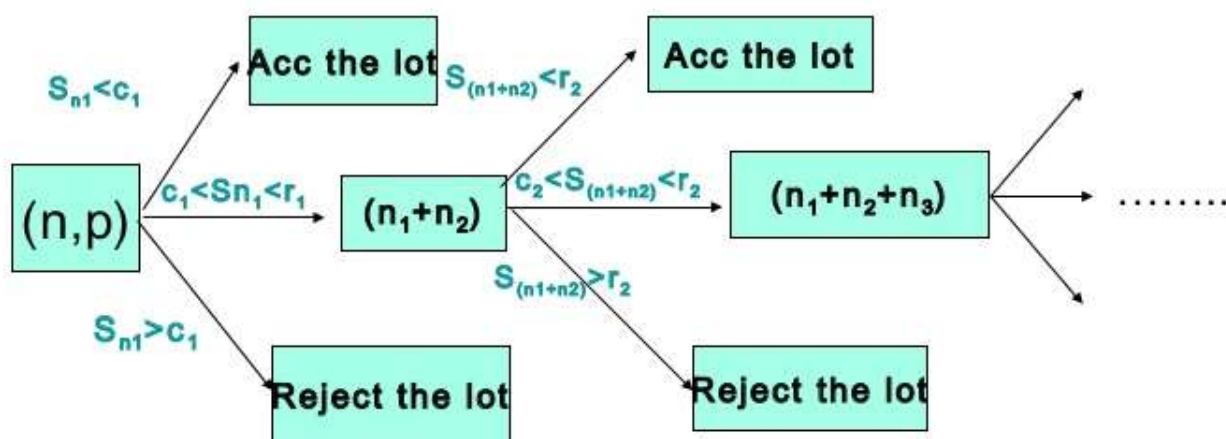 Acc the lot
Acc the lot
Sₙ₁<c₁
S₍ₙ₁₊ₙ₂₎<r₂
(n,p)
c₁<Sn₁<r₁
(n₁+n₂)
c₂<S₍ₙ₁₊ₙ₂₎<r₂
(n₁+n₂+n₃)
........
S₍ₙ₁₊ₙ₂₎>r₂
Sₙ₁>c₁
Reject the lot
Reject the lot